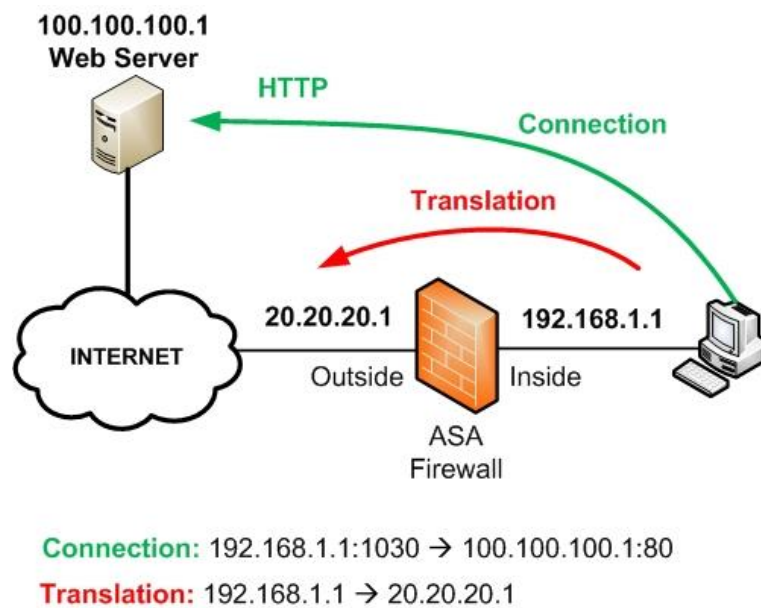 100.100.100.1
Web Server
HTTP
Connection
Translation
20.20.20.1
192.168.1.1
INTERNET
Outside
Inside
ASA
Firewall
Connection: 192.168.1.1:1030 → 100.100.100.1:80
Translation: 192.168.1.1 → 20.20.20.1